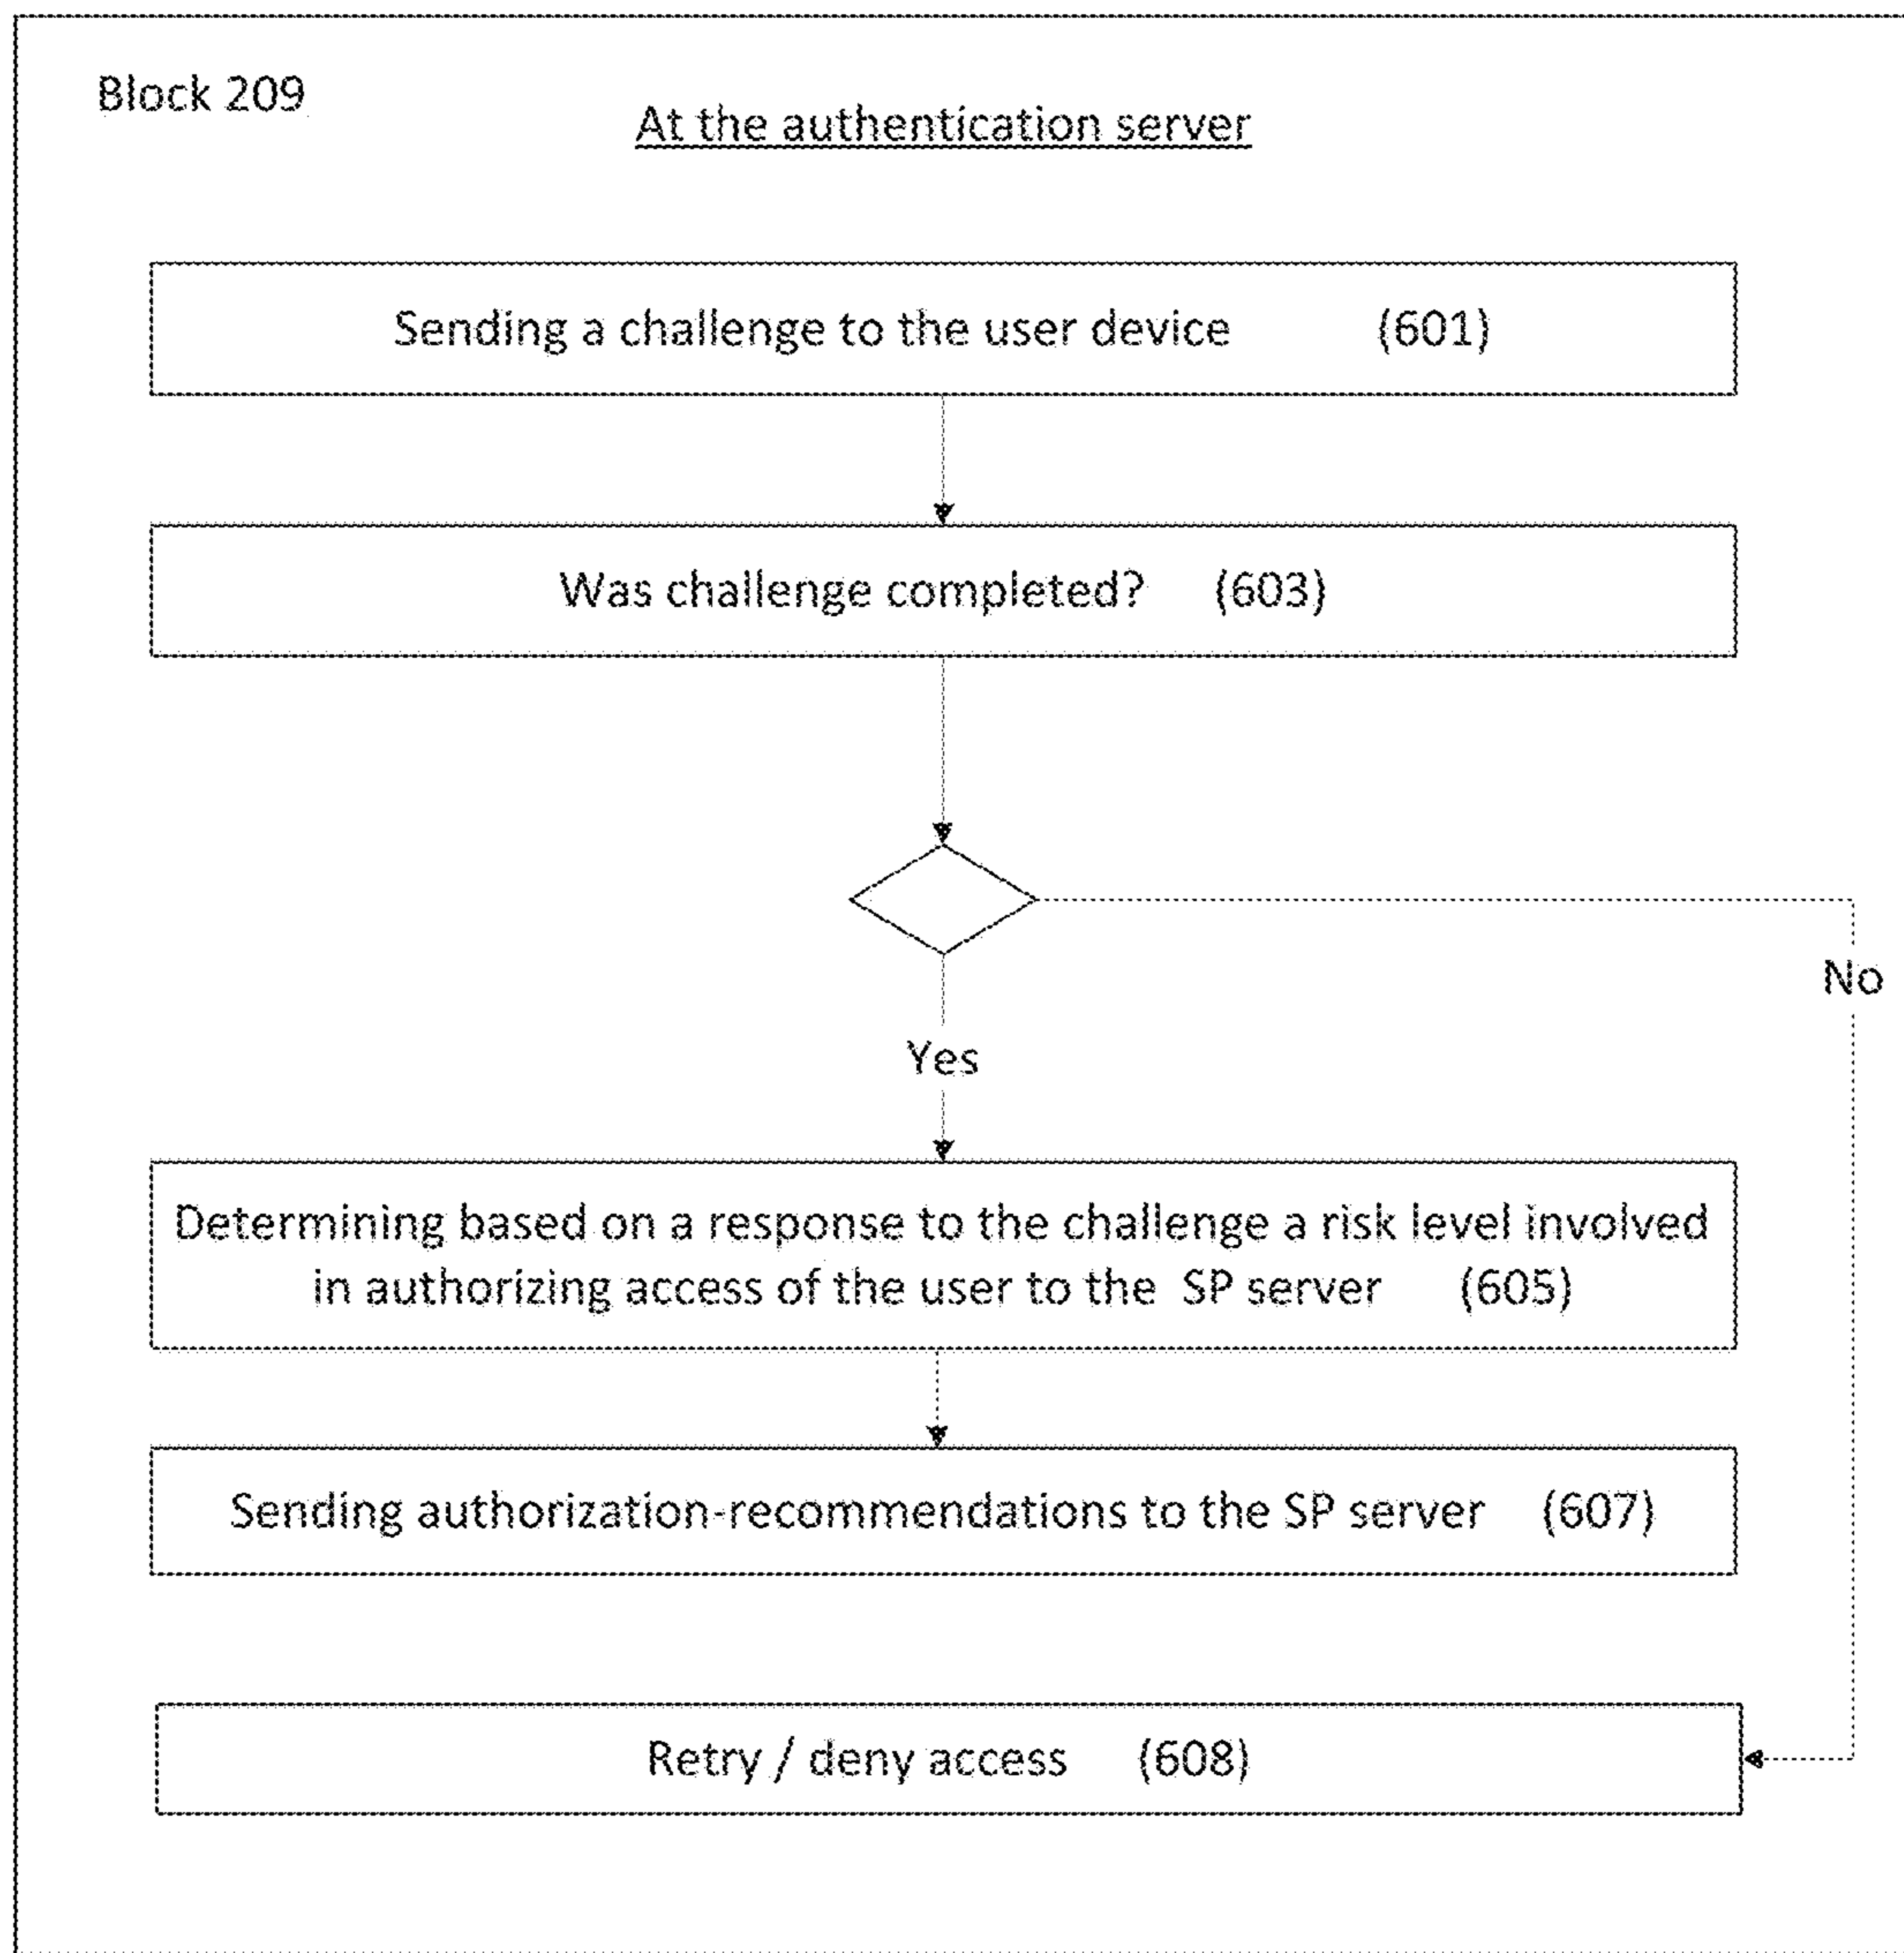 Block 209
At the authentication server
Sending a challenge to the user device (601)
Was challenge completed? (603)
No
Yes
Determining based on a response to the challenge a risk level involved
in authorizing access of the user to the SP server (605)
Sending authorization-recommendations to the SP server (607)
Retry / deny access (608)